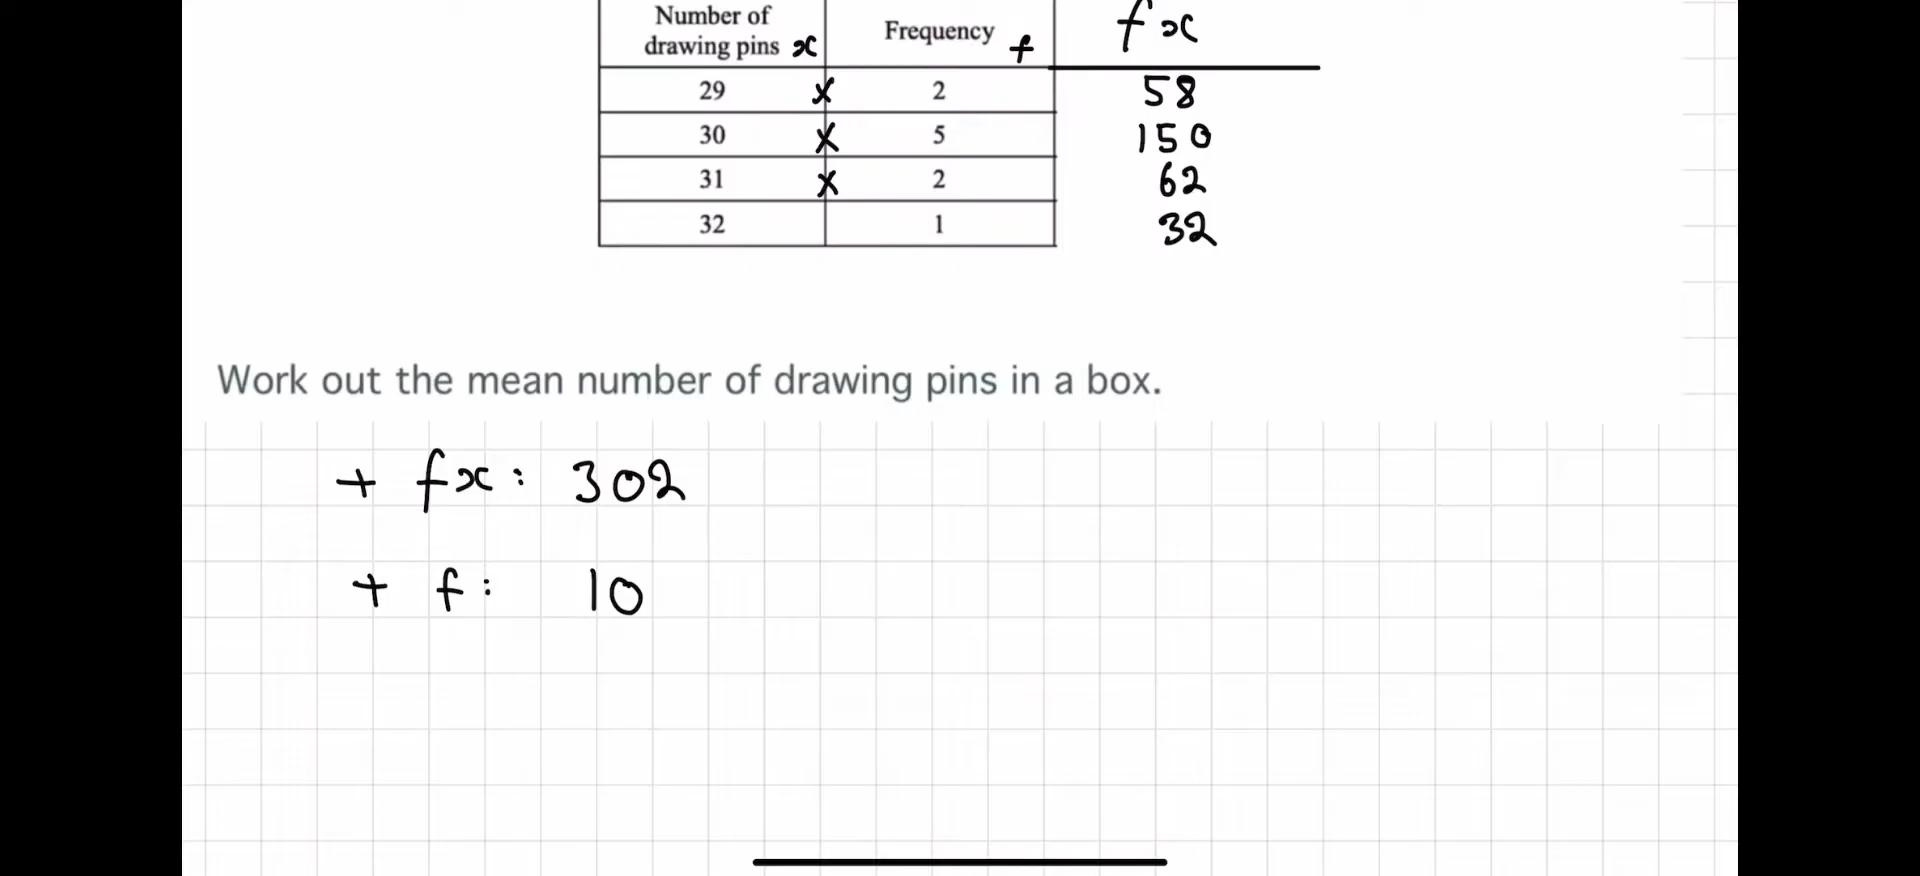 Number of drawing pins x Frequency f fx
29 x 2 58
30 x 5 150
31 x 2 62
32 1 32
Work out the mean number of drawing pins in a box.
+ fx: 302
+ f: 10